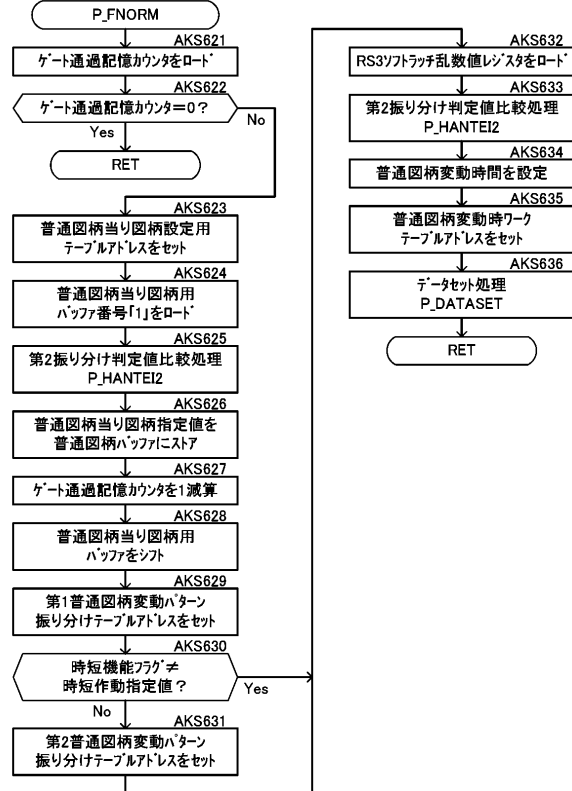 P_FNORM
AKS621
ゲート通過記憶カウンタをロード
AKS622
ゲート通過記憶カウンタ=0?
Yes
No
RET
AKS623
普通図柄当り図柄設定用
テーブルアドレスをセット
AKS624
普通図柄当り図柄用
バッファ番号「1」をロード
AKS625
第2振り分け判定値比較処理
P_HANTEI2
AKS626
普通図柄当り図柄指定値を
普通図柄バッファにストア
AKS627
ゲート通過記憶カウンタを1減算
AKS628
普通図柄当り図柄用
バッファをシフト
AKS629
第1普通図柄変動パターン
振り分けテーブルアドレスをセット
AKS630
時短機能フラグ≠
時短作動指定値?
Yes
No
AKS631
第2普通図柄変動パターン
振り分けテーブルアドレスをセット
AKS632
RS3ソフトラッチ乱数値レジスタをロード
AKS633
第2振り分け判定値比較処理
P_HANTEI2
AKS634
普通図柄変動時間を設定
AKS635
普通図柄変動時ワーク
テーブルアドレスをセット
AKS636
データセット処理
P_DATASET
RET